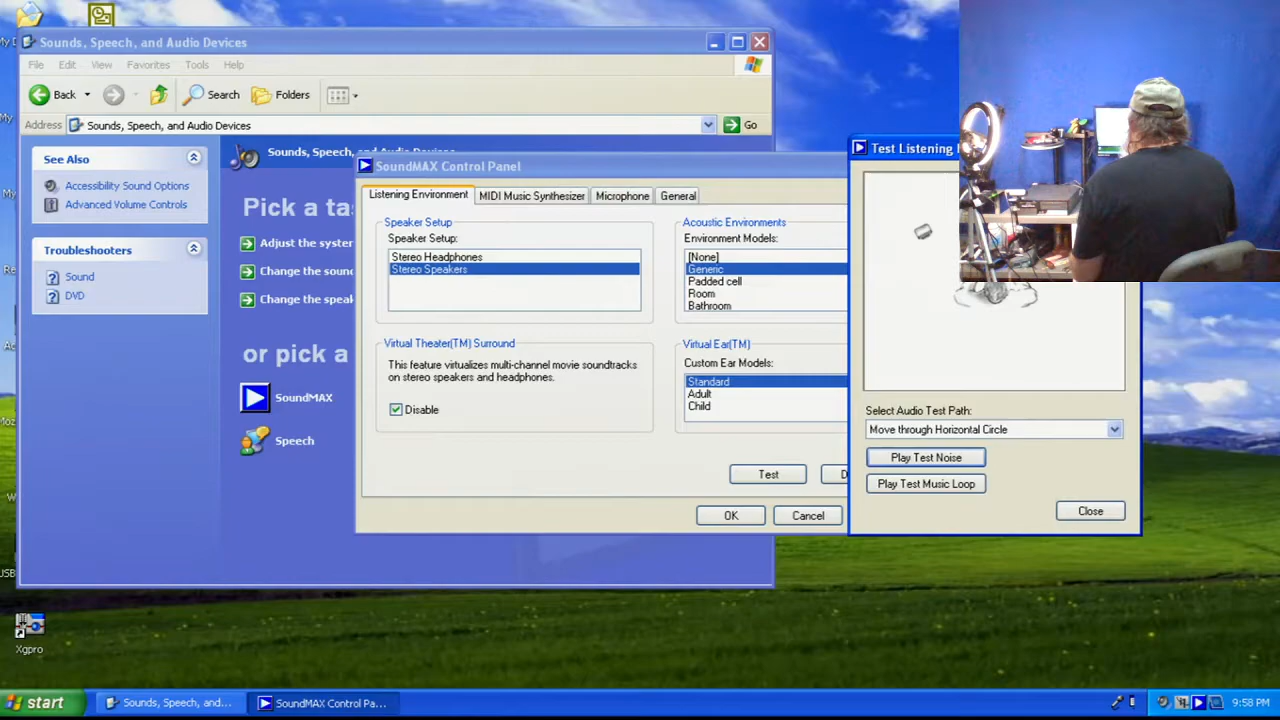 Sounds, Speech, and Audio Devices
File Edit View Favorites Tools Help
Back Search Folders
Address Sounds, Speech, and Audio Devices Go
See Also
Accessibility Sound Options
Advanced Volume Controls
Troubleshooters
Sound
DVD
Sounds, Speech, and Audio Devices
Pick a ta
Adjust the syster
Change the soun
Change the speak
or pick a
SoundMAX
Speech
SoundMAX Control Panel
Listening Environment MIDI Music Synthesizer Microphone General
Speaker Setup
Speaker Setup:
Stereo Headphones
Stereo Speakers
Acoustic Environments
Environment Models:
[None]
Generic
Padded cell
Room
Bathroom
Virtual Theater(TM) Surround
This feature virtualizes multi-channel movie soundtracks
on stereo speakers and headphones.
Disable
Virtual Ear(TM)
Custom Ear Models:
Standard
Adult
Child
Test D
OK Cancel
Test Listening
Select Audio Test Path:
Move through Horizontal Circle
Play Test Noise
Play Test Music Loop
Close
Xgpro
start Sounds, Speech, and... SoundMAX Control Pa... 9:58 PM